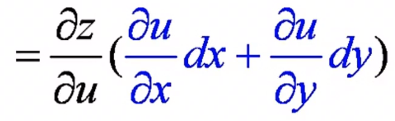 = ∂z/∂u (∂u/∂x dx + ∂u/∂y dy)